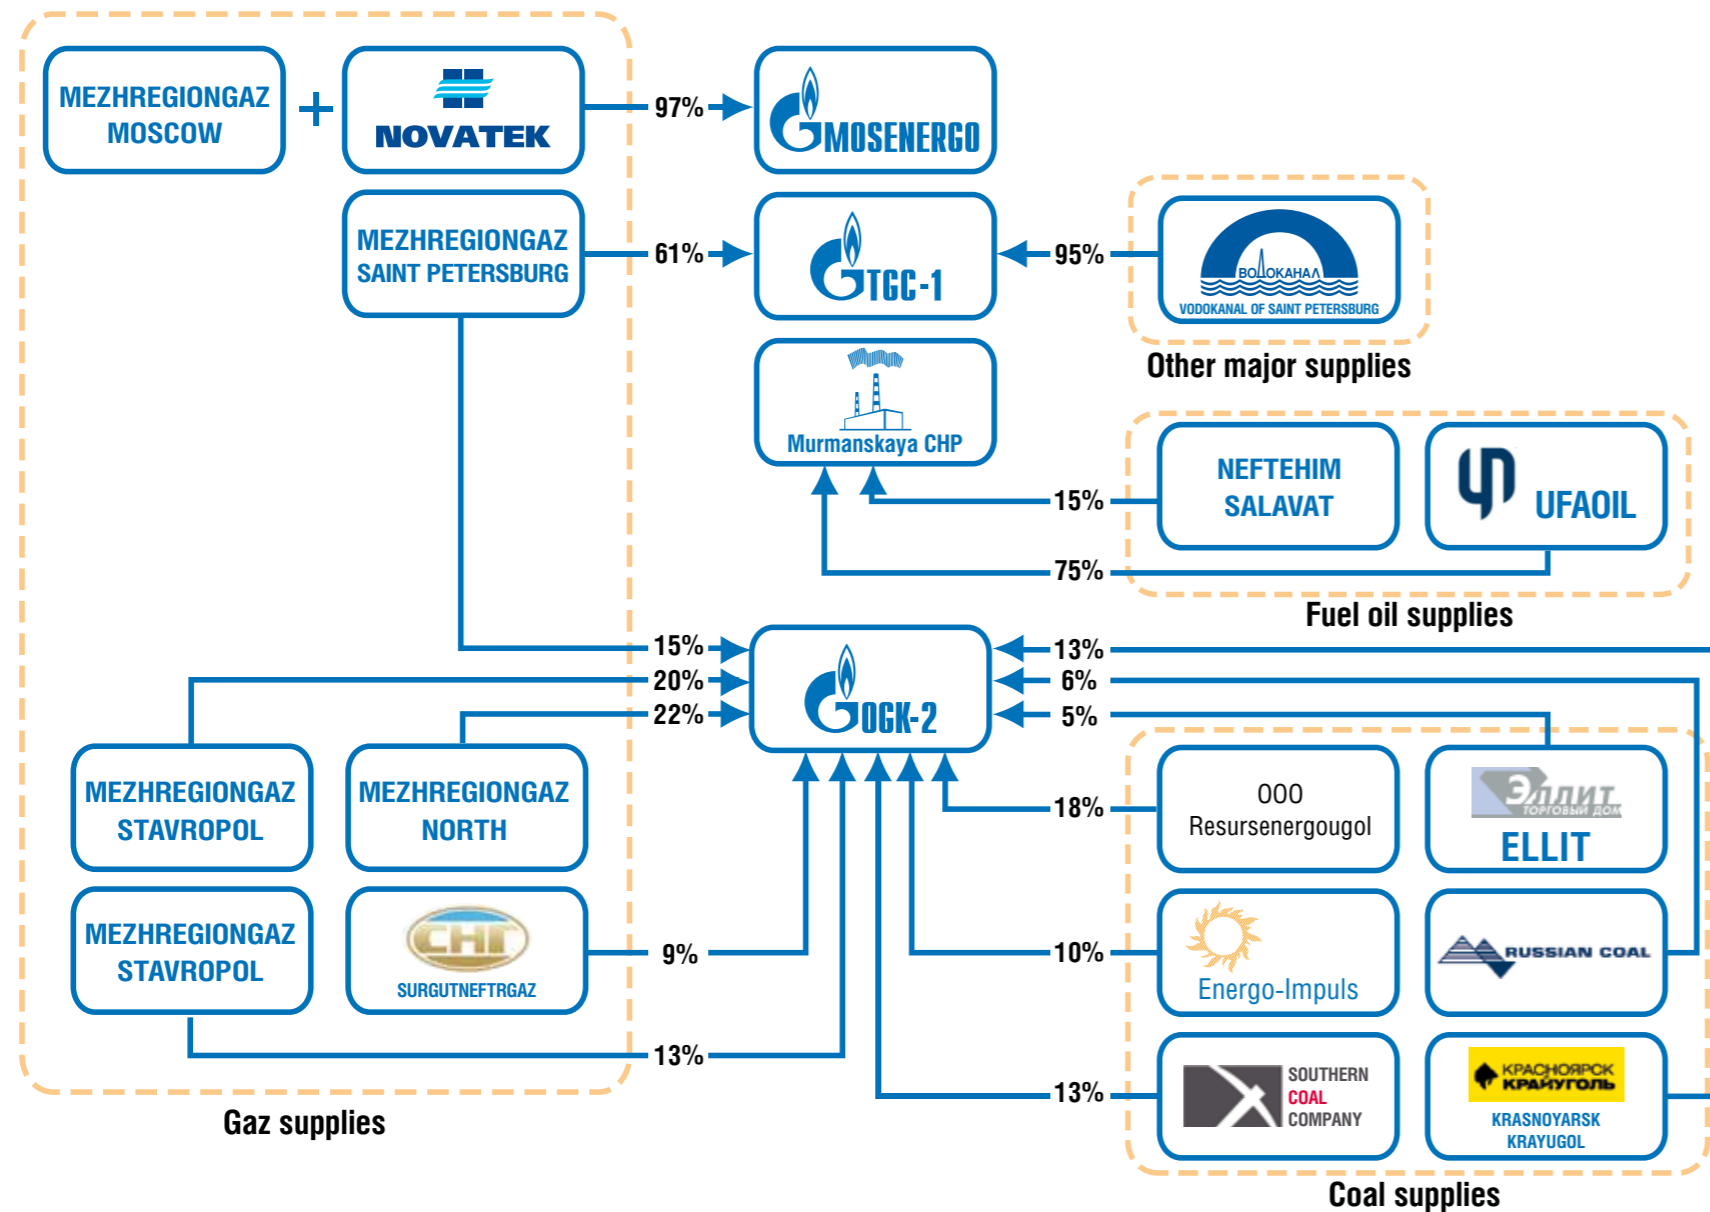 MEZHREGIONGAZ
MOSCOW
+
NOVATEK
97%
MOSENERGO
MEZHREGIONGAZ
SAINT PETERSBURG
61%
TGC-1
95%
ВОДОКАНАЛ
VODOKANAL OF SAINT PETERSBURG
Other major supplies
Murmanskaya CHP
15%
NEFTEHIM
SALAVAT
UFAOIL
75%
Fuel oil supplies
15%
20%
22%
OGK-2
13%
6%
5%
MEZHREGIONGAZ
STAVROPOL
MEZHREGIONGAZ
NORTH
18%
OOO
Resursenergougol
ЭЛЛИТ
ТОРГОВЫЙ ДОМ
ELLIT
MEZHREGIONGAZ
STAVROPOL
СНГ
SURGUTNEFTRGAZ
9%
10%
Energo-Impuls
RUSSIAN COAL
13%
13%
SOUTHERN
COAL
COMPANY
КРАСНОЯРСК
КРАЙУГОЛЬ
KRASNOYARSK
KRAYUGOL
Gaz supplies
Coal supplies